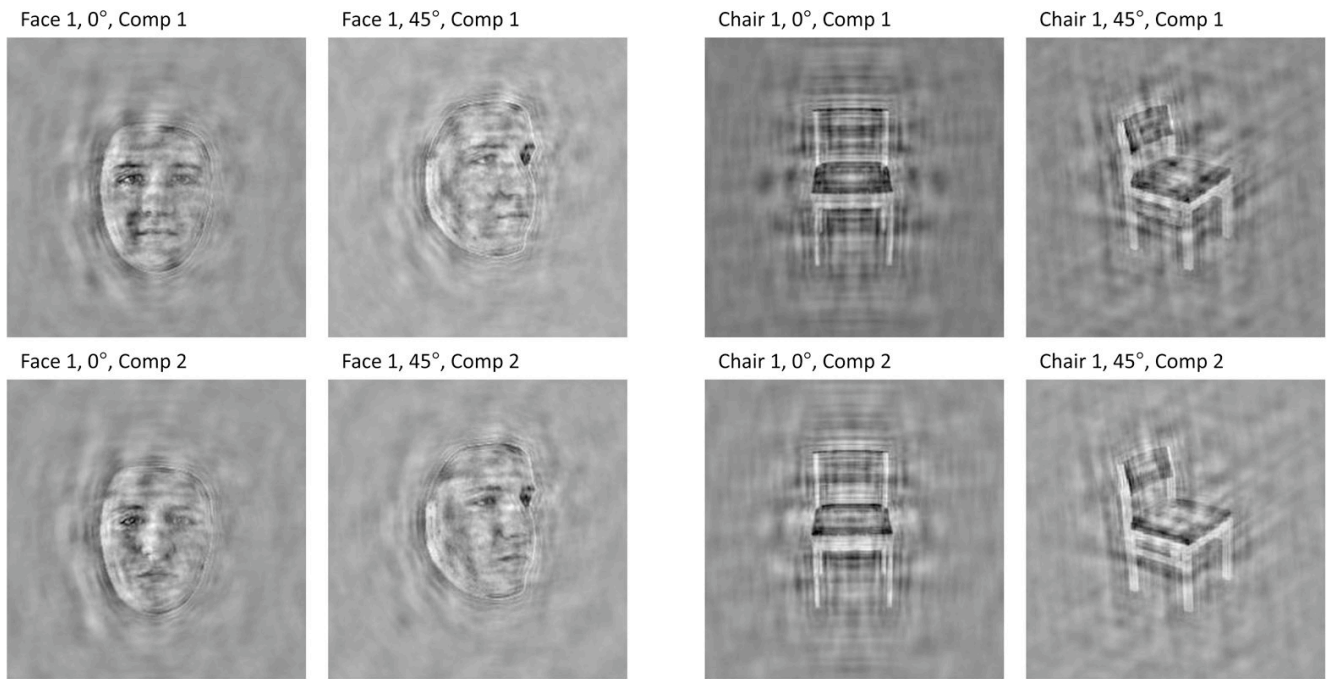 Face 1, 0°, Comp 1
Face 1, 45°, Comp 1
Chair 1, 0°, Comp 1
Chair 1, 45°, Comp 1
Face 1, 0°, Comp 2
Face 1, 45°, Comp 2
Chair 1, 0°, Comp 2
Chair 1, 45°, Comp 2